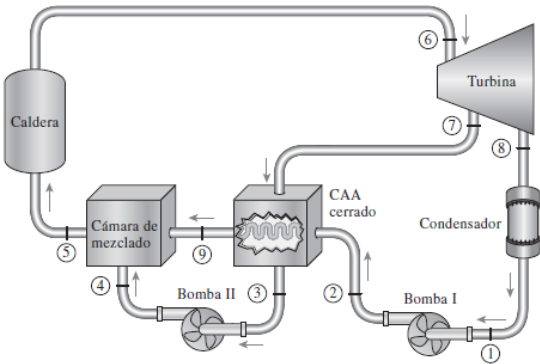 6
Turbina
Caldera
7
8
CAA
cerrado
Cámara de
mezclado
Condensador
5
9
4
Bomba II
3
2
Bomba I
1